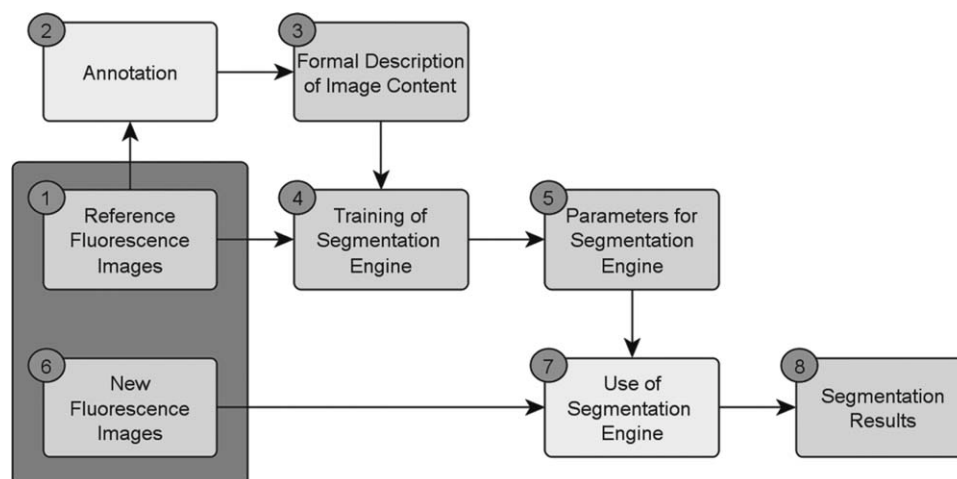 2
Annotation
3
Formal Description
of Image Content
1
Reference
Fluorescence
Images
4
Training of
Segmentation
Engine
5
Parameters for
Segmentation
Engine
6
New
Fluorescence
Images
7
Use of
Segmentation
Engine
8
Segmentation
Results